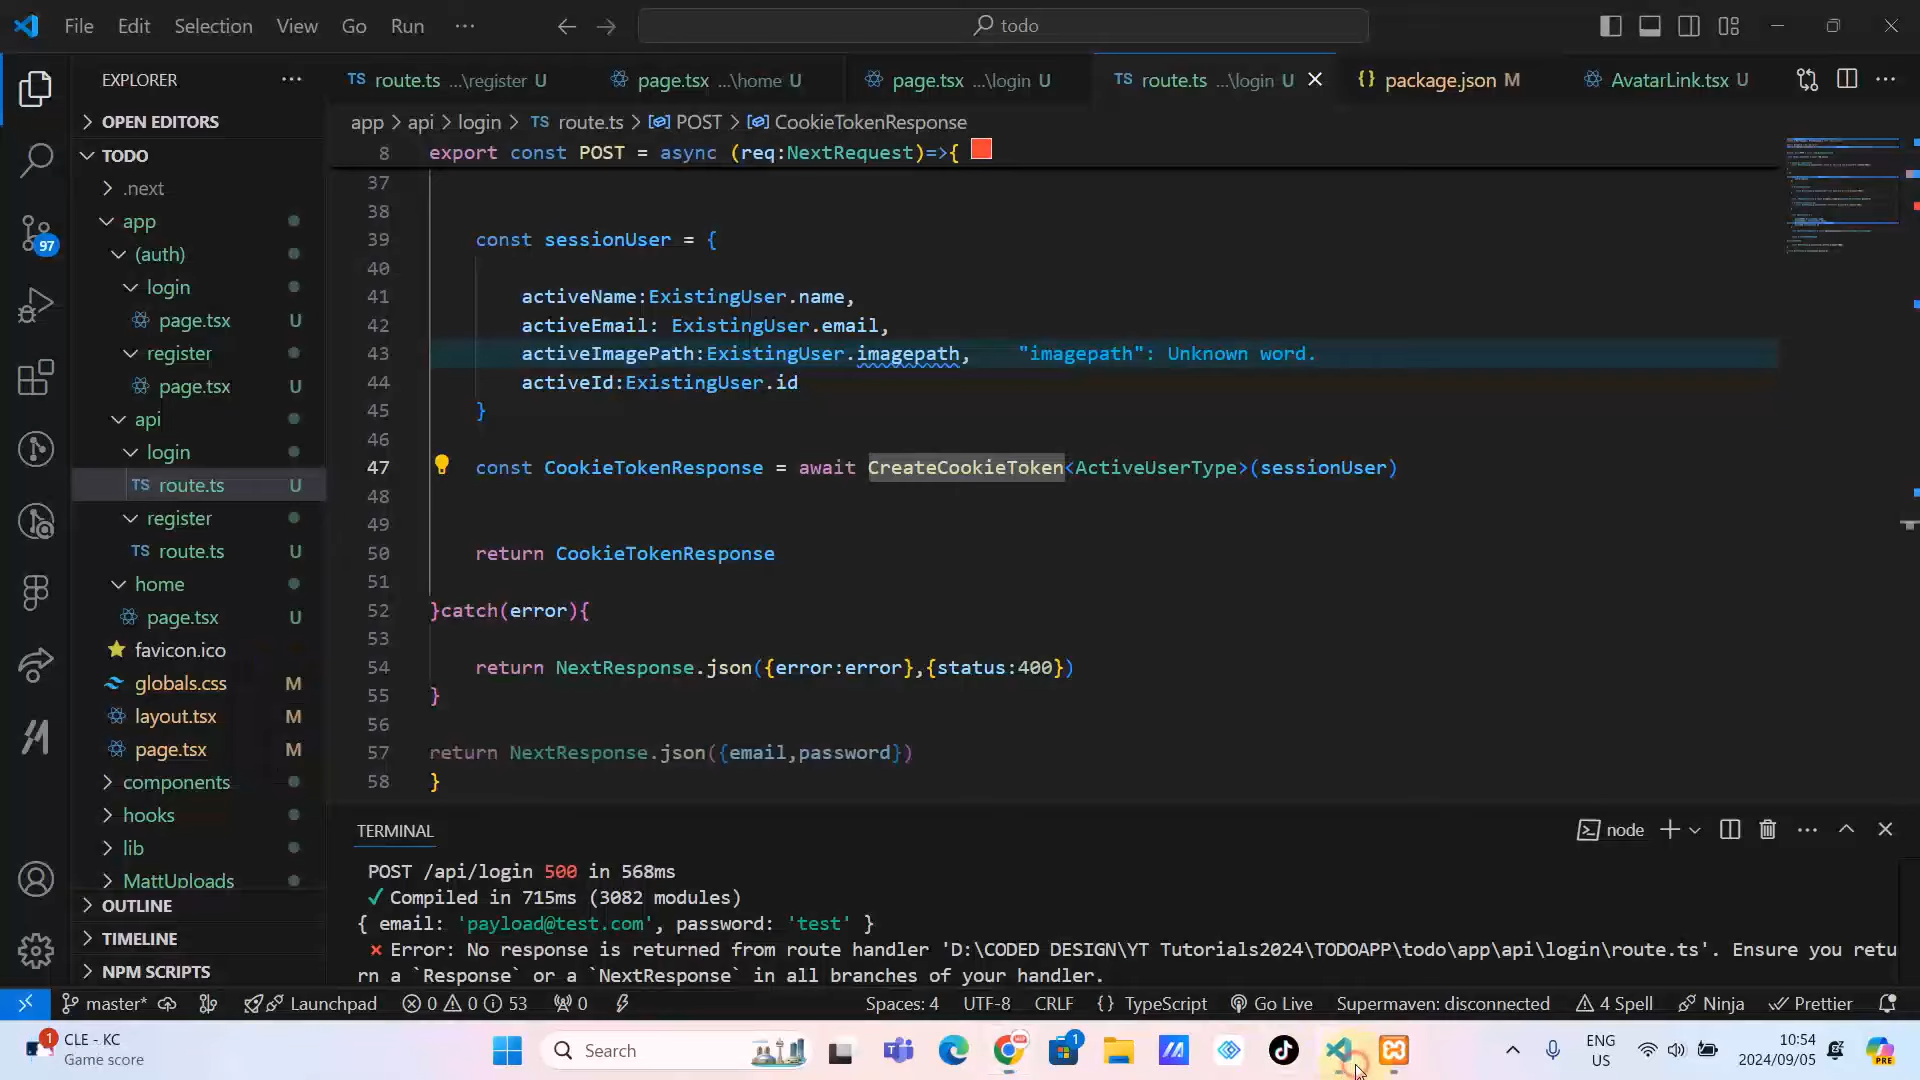 File Edit Selection View Go Run ··· todo
EXPLORER ···
TS route.ts ...\register U page.tsx ...\home U page.tsx ...\login U TS route.ts ...\login U {} package.json M AvatarLink.tsx U ···
app > api > login > TS route.ts > POST > CookieTokenResponse
8 export const POST = async (req:NextRequest)=>{
37
38
39 const sessionUser = {
40
41 activeName:ExistingUser.name,
42 activeEmail: ExistingUser.email,
43 activeImagePath:ExistingUser.imagepath, "imagepath": Unknown word.
44 activeId:ExistingUser.id
45 }
46
47 const CookieTokenResponse = await CreateCookieToken<ActiveUserType>(sessionUser)
48
49
50 return CookieTokenResponse
51
52 }catch(error){
53
54 return NextResponse.json({error:error},{status:400})
55 }
56
57 return NextResponse.json({email,password})
58 }
OPEN EDITORS
TODO
.next
app
(auth)
login
page.tsx U
register
page.tsx U
api
login
TS route.ts U
register
TS route.ts U
home
page.tsx U
favicon.ico
globals.css M
layout.tsx M
page.tsx M
components
hooks
lib
MattUploads
OUTLINE
TIMELINE
NPM SCRIPTS
97
TERMINAL
node
POST /api/login 500 in 568ms
✓ Compiled in 715ms (3082 modules)
{ email: 'payload@test.com', password: 'test' }
⨯ Error: No response is returned from route handler 'D:\CODED DESIGN\YT Tutorials2024\TODOAPP\todo\app\api\login\route.ts'. Ensure you retu
rn a `Response` or a `NextResponse` in all branches of your handler.
master* Launchpad 0 0 53 0 Spaces: 4 UTF-8 CRLF {} TypeScript Go Live Supermaven: disconnected 4 Spell Ninja Prettier
1 CLE - KC
Game score
Search
1
ENG
US
10:54
2024/09/05
PRE